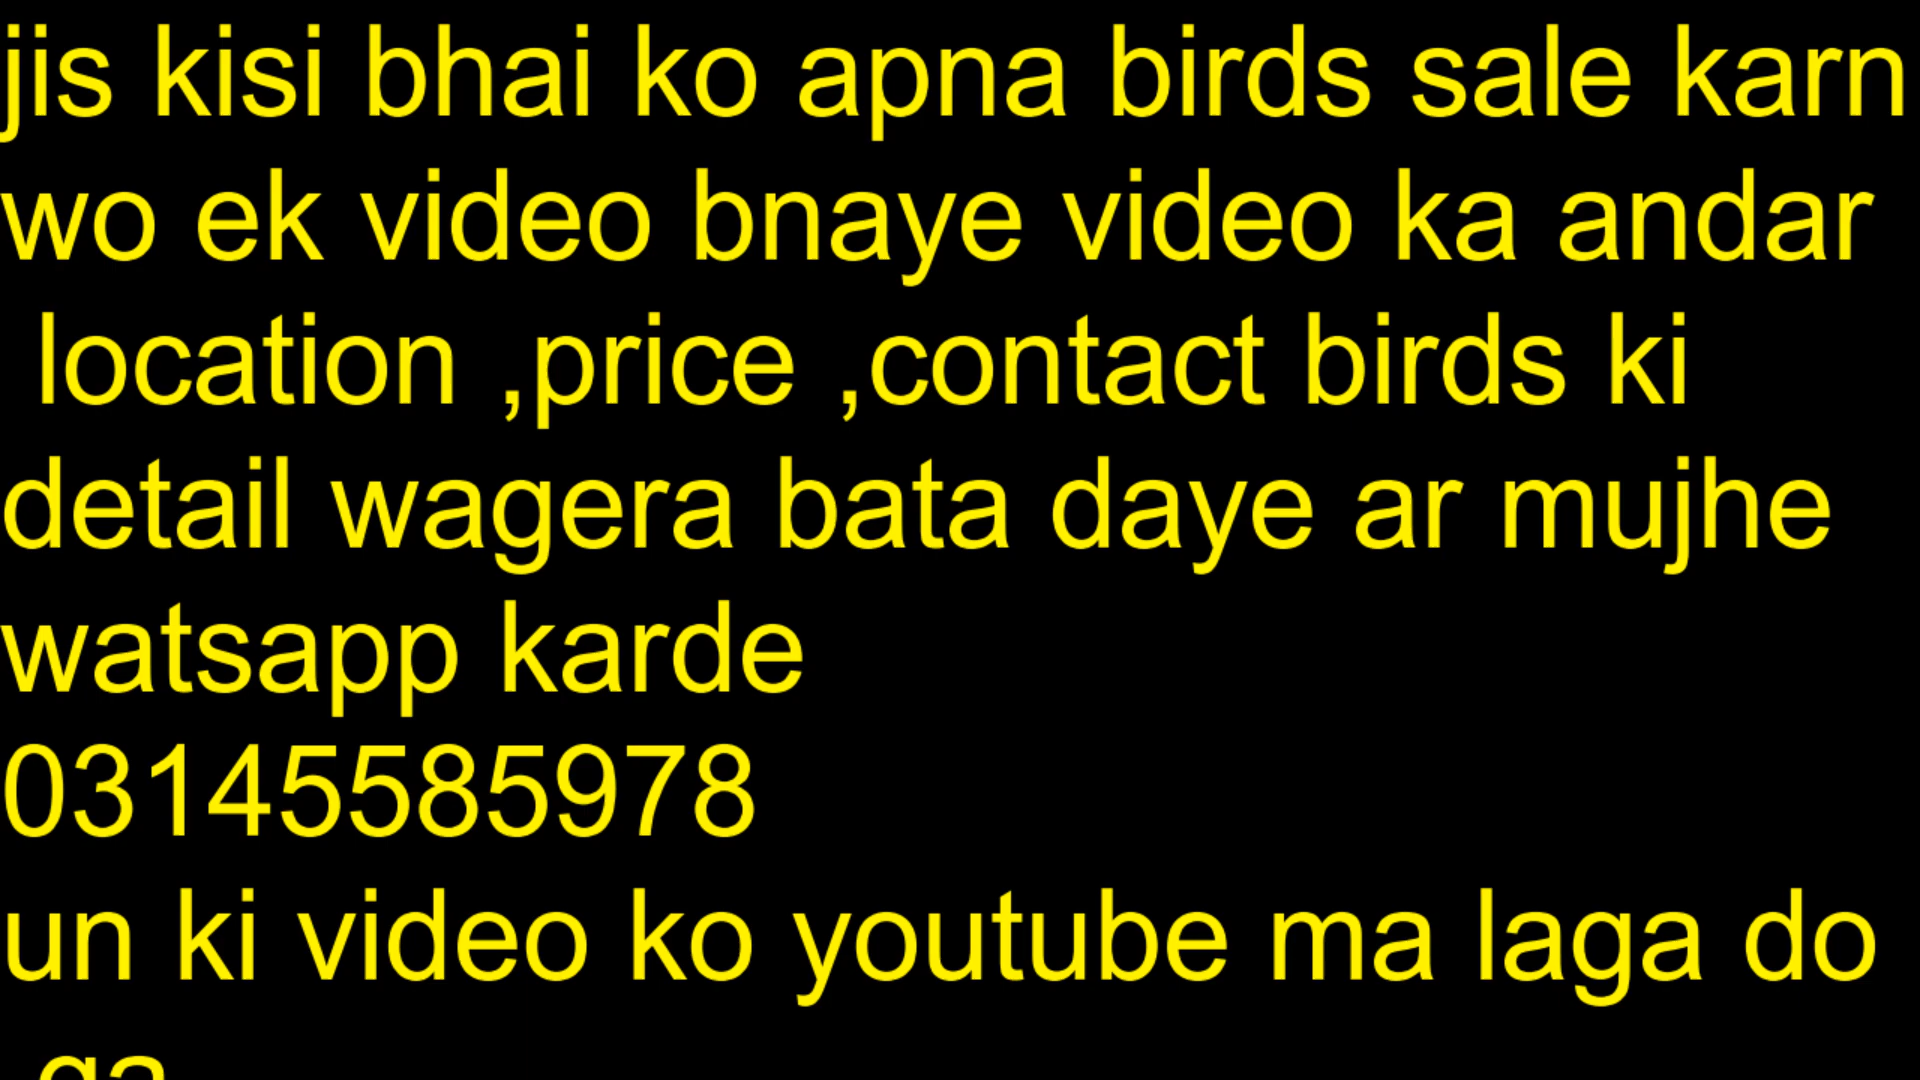 jis kisi bhai ko apna birds sale karn
wo ek video bnaye video ka andar
location ,price ,contact birds ki
detail wagera bata daye ar mujhe
watsapp karde
03145585978
un ki video ko youtube ma laga do
ga